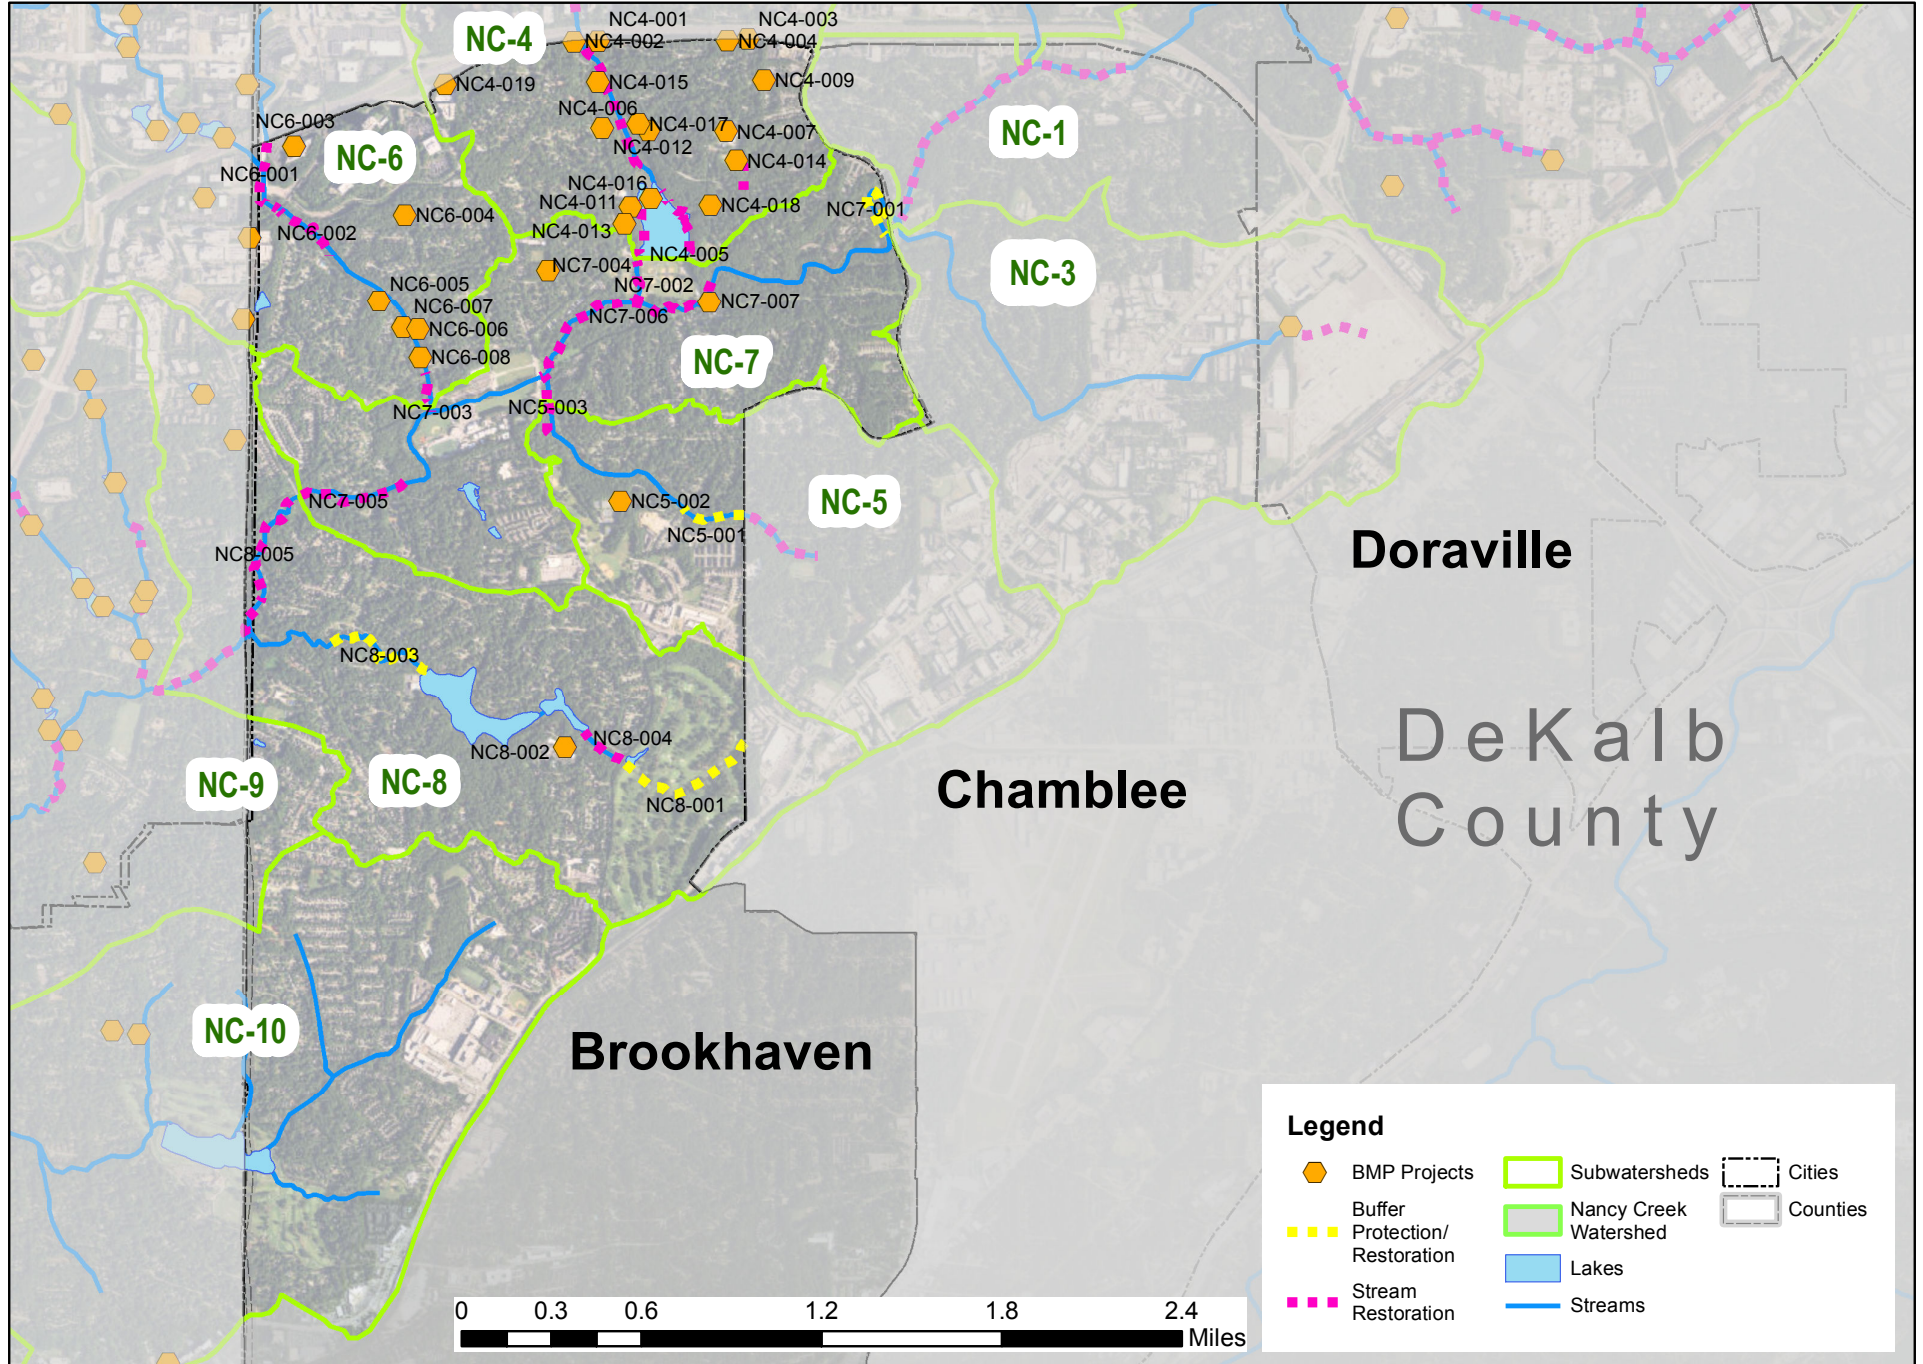 NC4-001
NC4-003
NC-4
NC4-002
NC4-004
NC4-019
NC4-015
NC4-009
NC4-006
NC6-003
NC4-017
NC4-007
NC-1
NC4-012
NC-6
NC4-014
NC6-001
NC4-016
NC4-011
NC4-018
NC7-001
NC6-004
NC6-002
NC4-013
NC4-005
NC7-004
NC-3
NC6-005
NC7-002
NC6-007
NC7-007
NC7-006
NC6-006
NC6-008
NC-7
NC7-003
NC5-003
NC7-005
NC5-002
NC-5
NC5-001
NC8-005
Doraville
NC8-003
DeKalb
County
NC8-004
NC8-002
NC-9
NC-8
Chamblee
NC8-001
NC-10
Brookhaven
Legend
BMP Projects
Buffer
Protection/
Restoration
Stream
Restoration
Subwatersheds
Nancy Creek
Watershed
Lakes
Streams
Cities
Counties
0 0.3 0.6 1.2 1.8 2.4
Miles